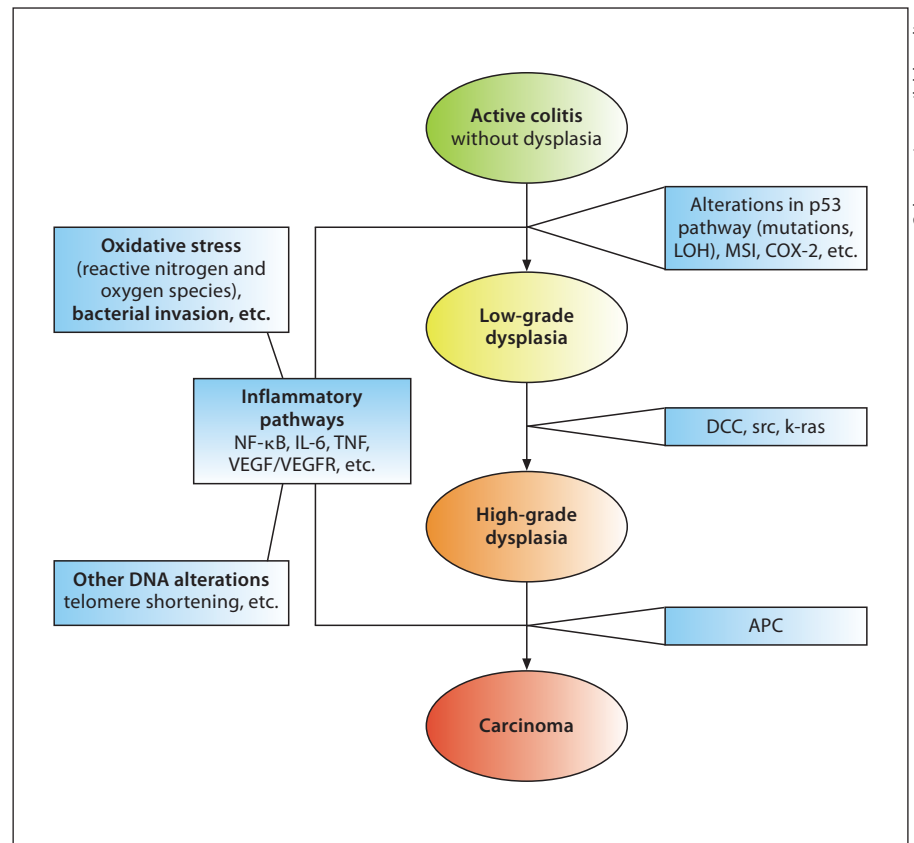 Active colitis
without dysplasia
Alterations in p53
pathway (mutations,
LOH), MSI, COX-2, etc.
Oxidative stress
(reactive nitrogen and
oxygen species),
bacterial invasion, etc.
Low-grade
dysplasia
Inflammatory
pathways
NF-κB, IL-6, TNF,
VEGF/VEGFR, etc.
DCC, src, k-ras
High-grade
dysplasia
Other DNA alterations
telomere shortening, etc.
APC
Carcinoma